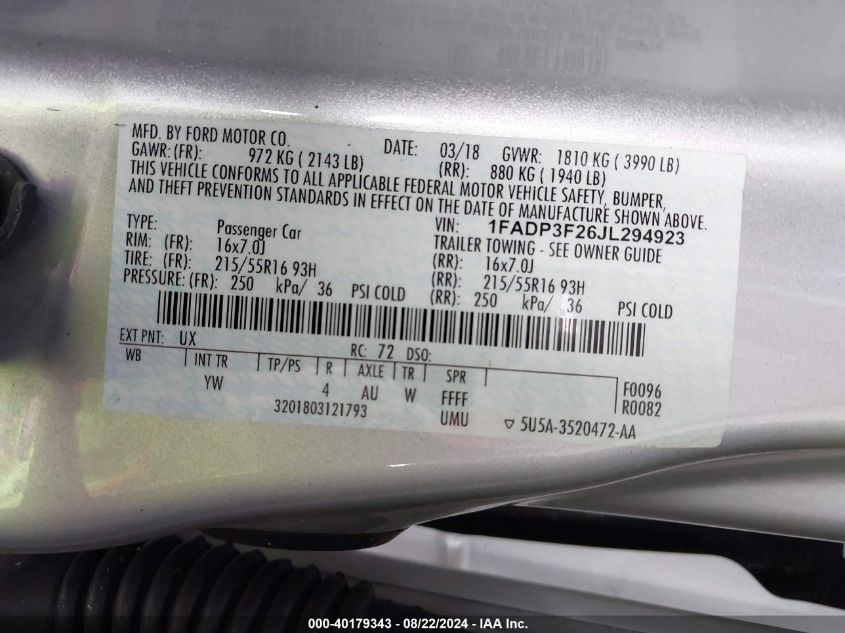 MFD. BY FORD MOTOR CO.
DATE: 03/18 GVWR: 1810 KG ( 3990 LB)
GAWR:(FR): 972 KG ( 2143 LB) (RR): 880 KG ( 1940 LB)
THIS VEHICLE CONFORMS TO ALL APPLICABLE FEDERAL MOTOR VEHICLE SAFETY, BUMPER,
AND THEFT PREVENTION STANDARDS IN EFFECT ON THE DATE OF MANUFACTURE SHOWN ABOVE.
VIN: 1FADP3F26JL294923
TYPE: Passenger Car TRAILER TOWING - SEE OWNER GUIDE
RIM: (FR): 16x7.0J (RR): 16x7.0J
TIRE: (FR): 215/55R16 93H (RR): 215/55R16 93H
PRESSURE: (FR): 250 kPa/ 36 PSI COLD (RR): 250 kPa/ 36 PSI COLD
EXT PNT: UX RC: 72 DSO:
WB INT TR TP/PS R AXLE TR SPR F0096
YW 4 AU W FFFF R0082
3201803121793 UMU ▽ 5U5A-3520472-AA
000-40179343 - 08/22/2024 - IAA Inc.